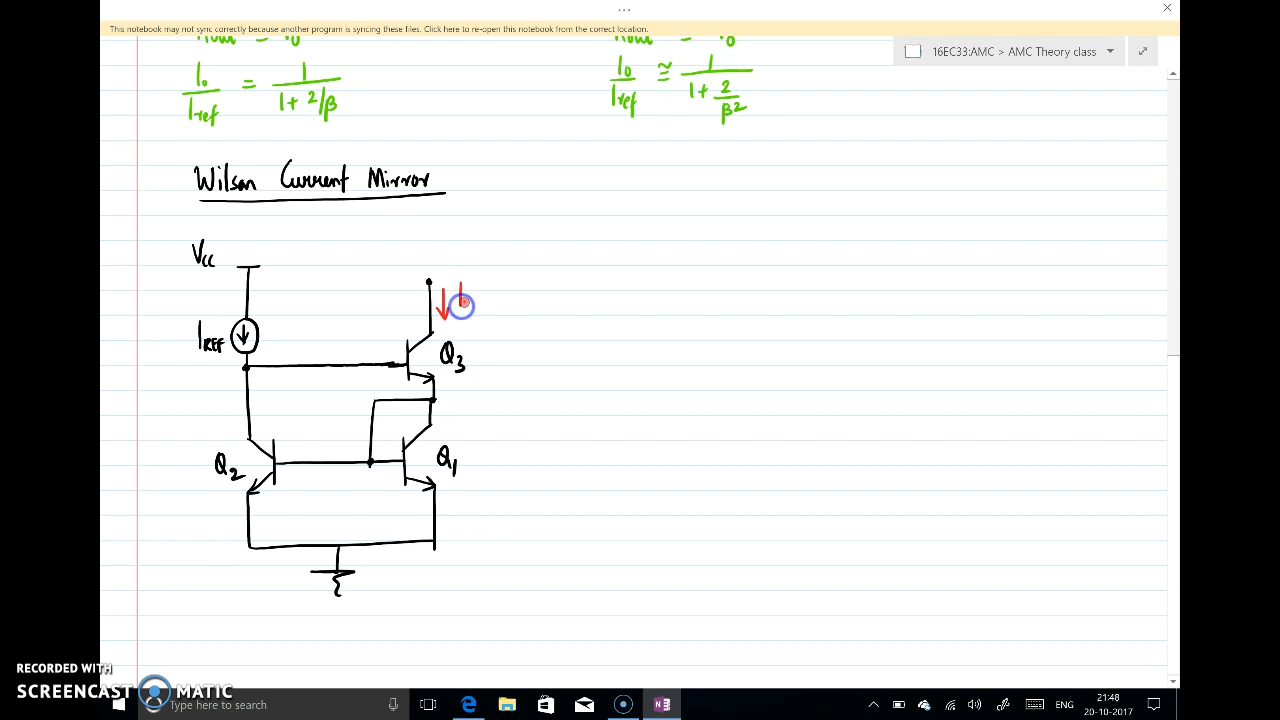 This notebook may not sync correctly because another program is syncing these files. Click here to re-open this notebook from the correct location.
16EC33:AMC > AMC Theory class
I₀/Iref = 1/(1 + 2/β)
I₀/Iref ≅ 1/(1 + 2/β²)
Wilson Current Mirror
VCC
IREF
Q3
Q2
Q1
RECORDED WITH
SCREENCAST MATIC
Type here to search
ENG
21:48
20-10-2017